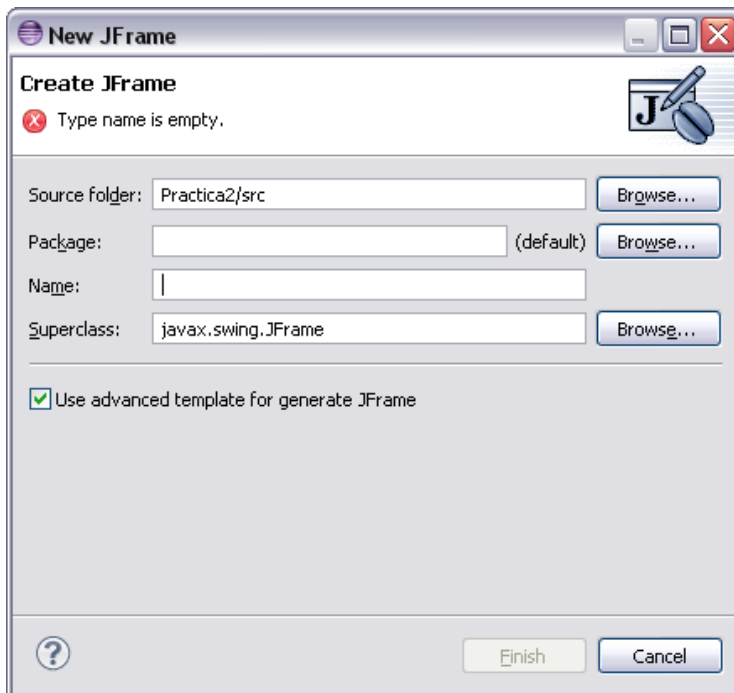 New JFrame
Create JFrame
Type name is empty.
J
Source folder: Practica2/src Browse...
Package: (default) Browse...
Name:
Superclass: javax.swing.JFrame Browse...
Use advanced template for generate JFrame
? Finish Cancel